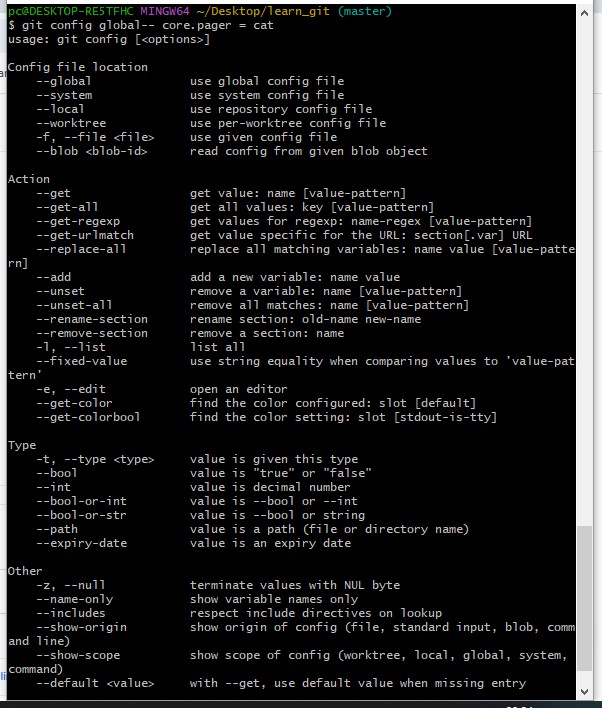 pc@DESKTOP-RE5TFHC MINGW64 ~/Desktop/learn_git (master)
$ git config global-- core.pager = cat
usage: git config [<options>]
Config file location
--global use global config file
--system use system config file
--local use repository config file
--worktree use per-worktree config file
-f, --file <file> use given config file
--blob <blob-id> read config from given blob object
Action
--get get value: name [value-pattern]
--get-all get all values: key [value-pattern]
--get-regexp get values for regexp: name-regex [value-pattern]
--get-urlmatch get value specific for the URL: section[.var] URL
--replace-all replace all matching variables: name value [value-patte
rn]
--add add a new variable: name value
--unset remove a variable: name [value-pattern]
--unset-all remove all matches: name [value-pattern]
--rename-section rename section: old-name new-name
--remove-section remove a section: name
-l, --list list all
--fixed-value use string equality when comparing values to 'value-pat
tern'
-e, --edit open an editor
--get-color find the color configured: slot [default]
--get-colorbool find the color setting: slot [stdout-is-tty]
Type
-t, --type <type> value is given this type
--bool value is "true" or "false"
--int value is decimal number
--bool-or-int value is --bool or --int
--bool-or-str value is --bool or string
--path value is a path (file or directory name)
--expiry-date value is an expiry date
Other
-z, --null terminate values with NUL byte
--name-only show variable names only
--includes respect include directives on lookup
--show-origin show origin of config (file, standard input, blob, comm
and line)
--show-scope show scope of config (worktree, local, global, system,
command)
--default <value> with --get, use default value when missing entry